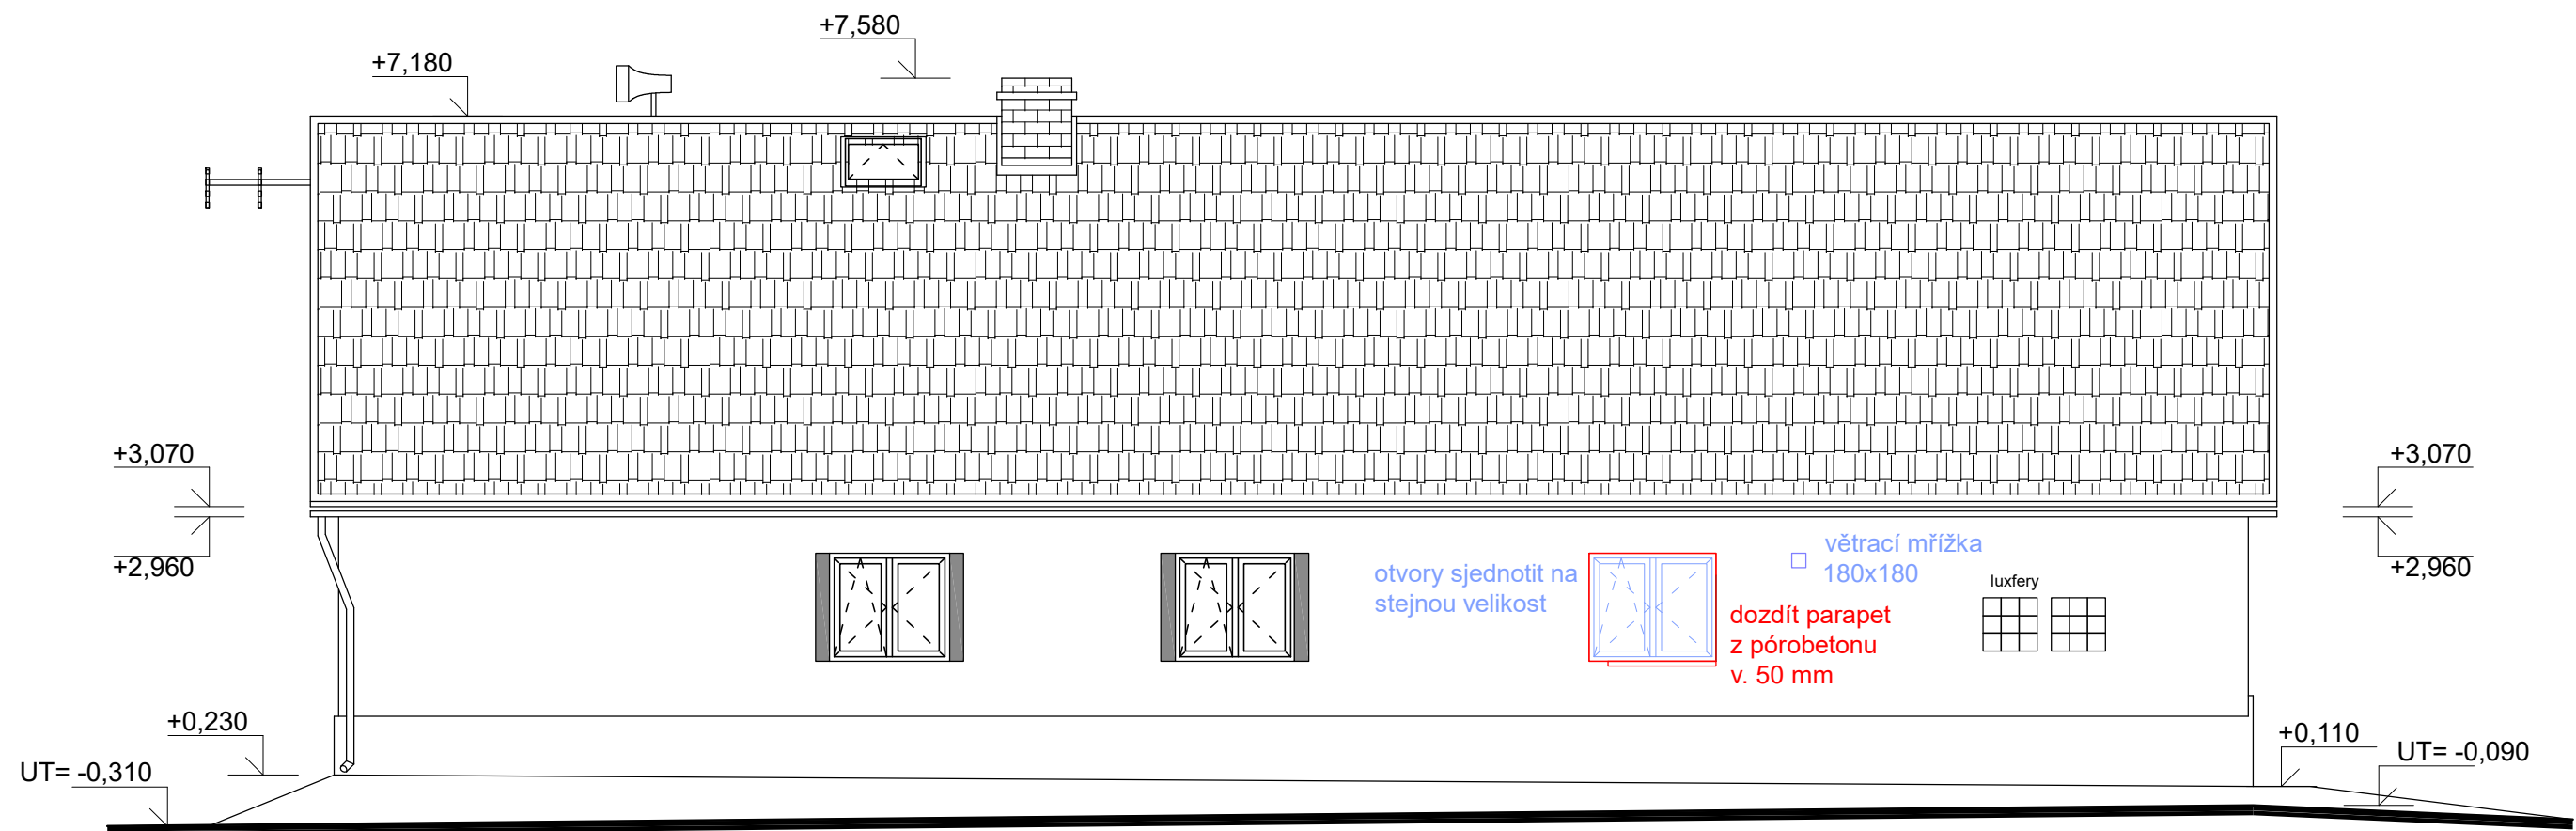 +7,580
+7,180
+3,070
+3,070
+2,960
+2,960
větrací mřížka
180x180
otvory sjednotit na
stejnou velikost
luxfery
dozdít parapet
z pórobetonu
v. 50 mm
+0,230
+0,110
UT= -0,310
UT= -0,090